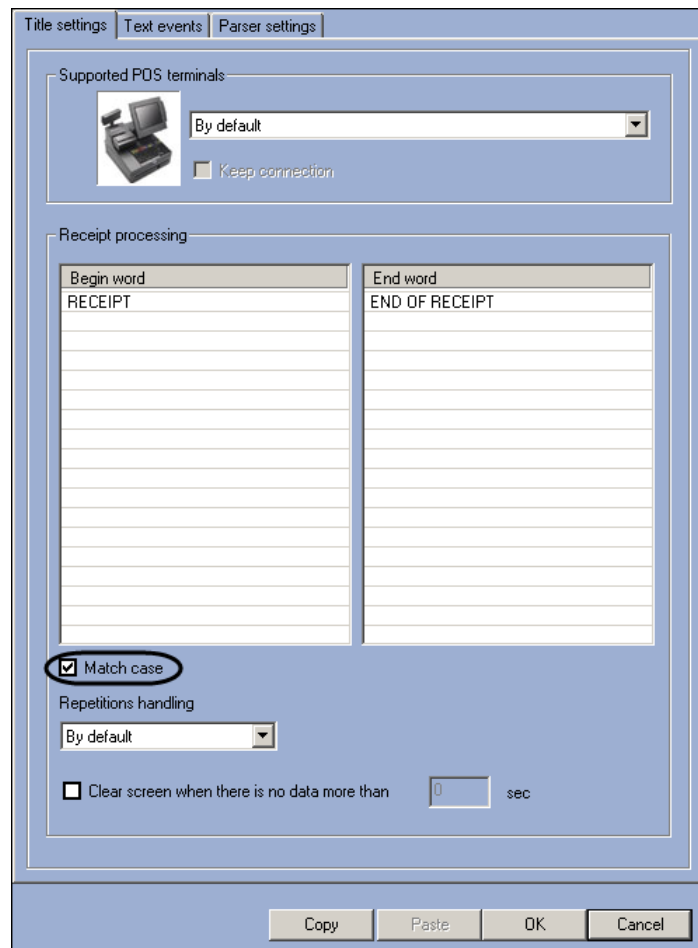 Title settings Text events Parser settings
Supported POS terminals
By default
Keep connection
Receipt processing
Begin word End word
RECEIPT END OF RECEIPT
Match case
Repetitions handling
By default
Clear screen when there is no data more than 0 sec
Copy Paste OK Cancel